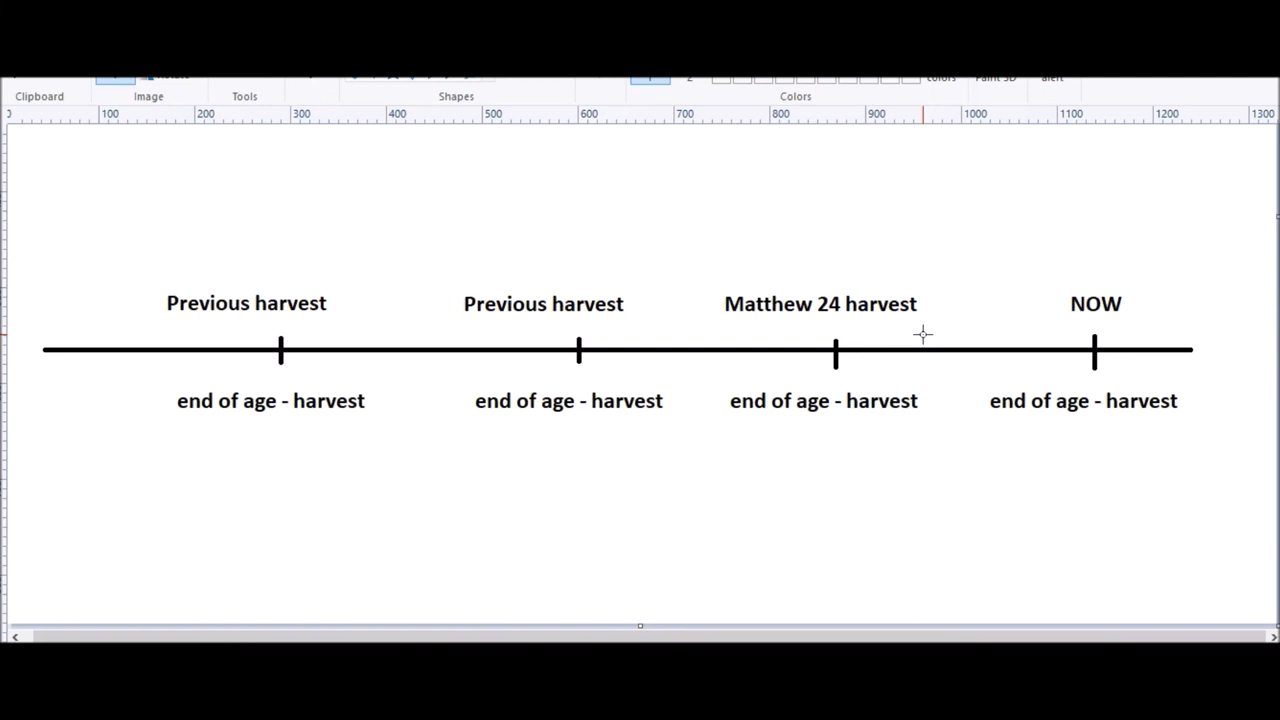 Clipboard Image Tools Shapes Colors
100 200 300 400 500 600 700 800 900 1000 1100 1200 1300
Previous harvest Previous harvest Matthew 24 harvest NOW
end of age - harvest end of age - harvest end of age - harvest end of age - harvest